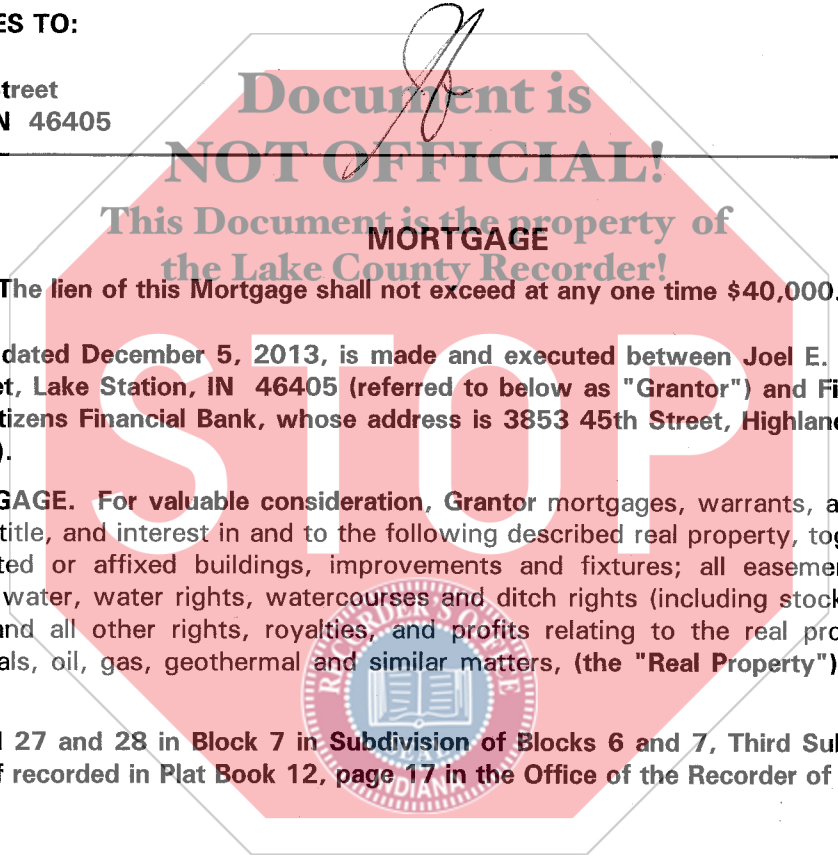 ES TO:
treet
N 46405
Document is
NOT OFFICIAL!
This Document is the property of
the Lake County Recorder!
MORTGAGE
The lien of this Mortgage shall not exceed at any one time $40,000.
dated December 5, 2013, is made and executed between Joel E.
et, Lake Station, IN 46405 (referred to below as "Grantor") and Fi
tizens Financial Bank, whose address is 3853 45th Street, Highland
).
STOP
GAGE. For valuable consideration, Grantor mortgages, warrants, a
title, and interest in and to the following described real property, tog
ted or affixed buildings, improvements and fixtures; all easeme
water, water rights, watercourses and ditch rights (including stock
nd all other rights, royalties, and profits relating to the real pro
als, oil, gas, geothermal and similar matters, (the "Real Property")
RECORDER'S OFFICE
INDIANA
27 and 28 in Block 7 in Subdivision of Blocks 6 and 7, Third Su
f recorded in Plat Book 12, page 17 in the Office of the Recorder of